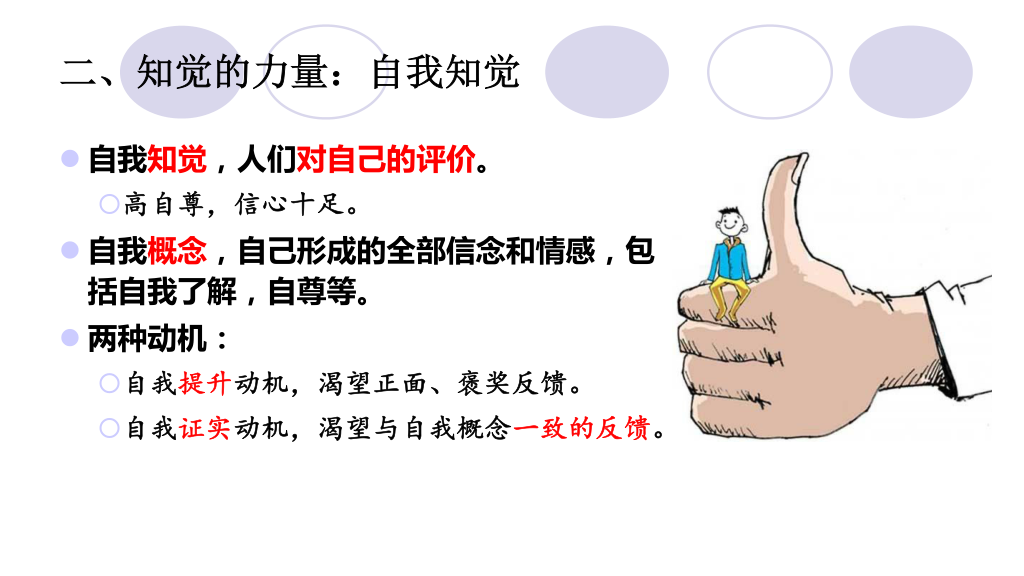 二、知觉的力量：自我知觉
自我知觉，人们对自己的评价。
高自尊，信心十足。
自我概念，自己形成的全部信念和情感，包
括自我了解，自尊等。
两种动机：
自我提升动机，渴望正面、褒奖反馈。
自我证实动机，渴望与自我概念一致的反馈。